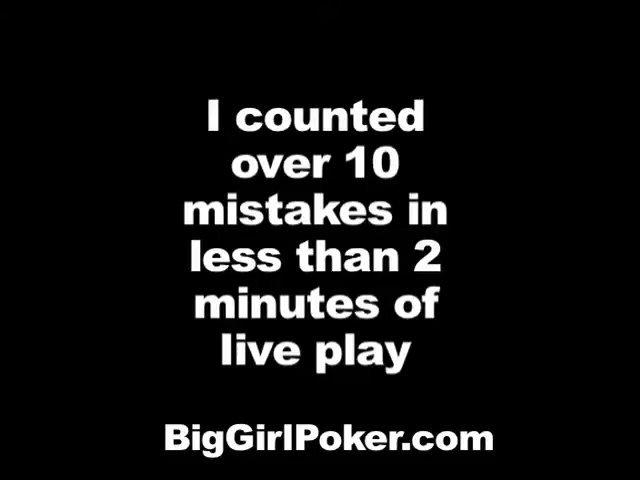 I counted
over 10
mistakes in
less than 2
minutes of
live play
BigGirlPoker.com